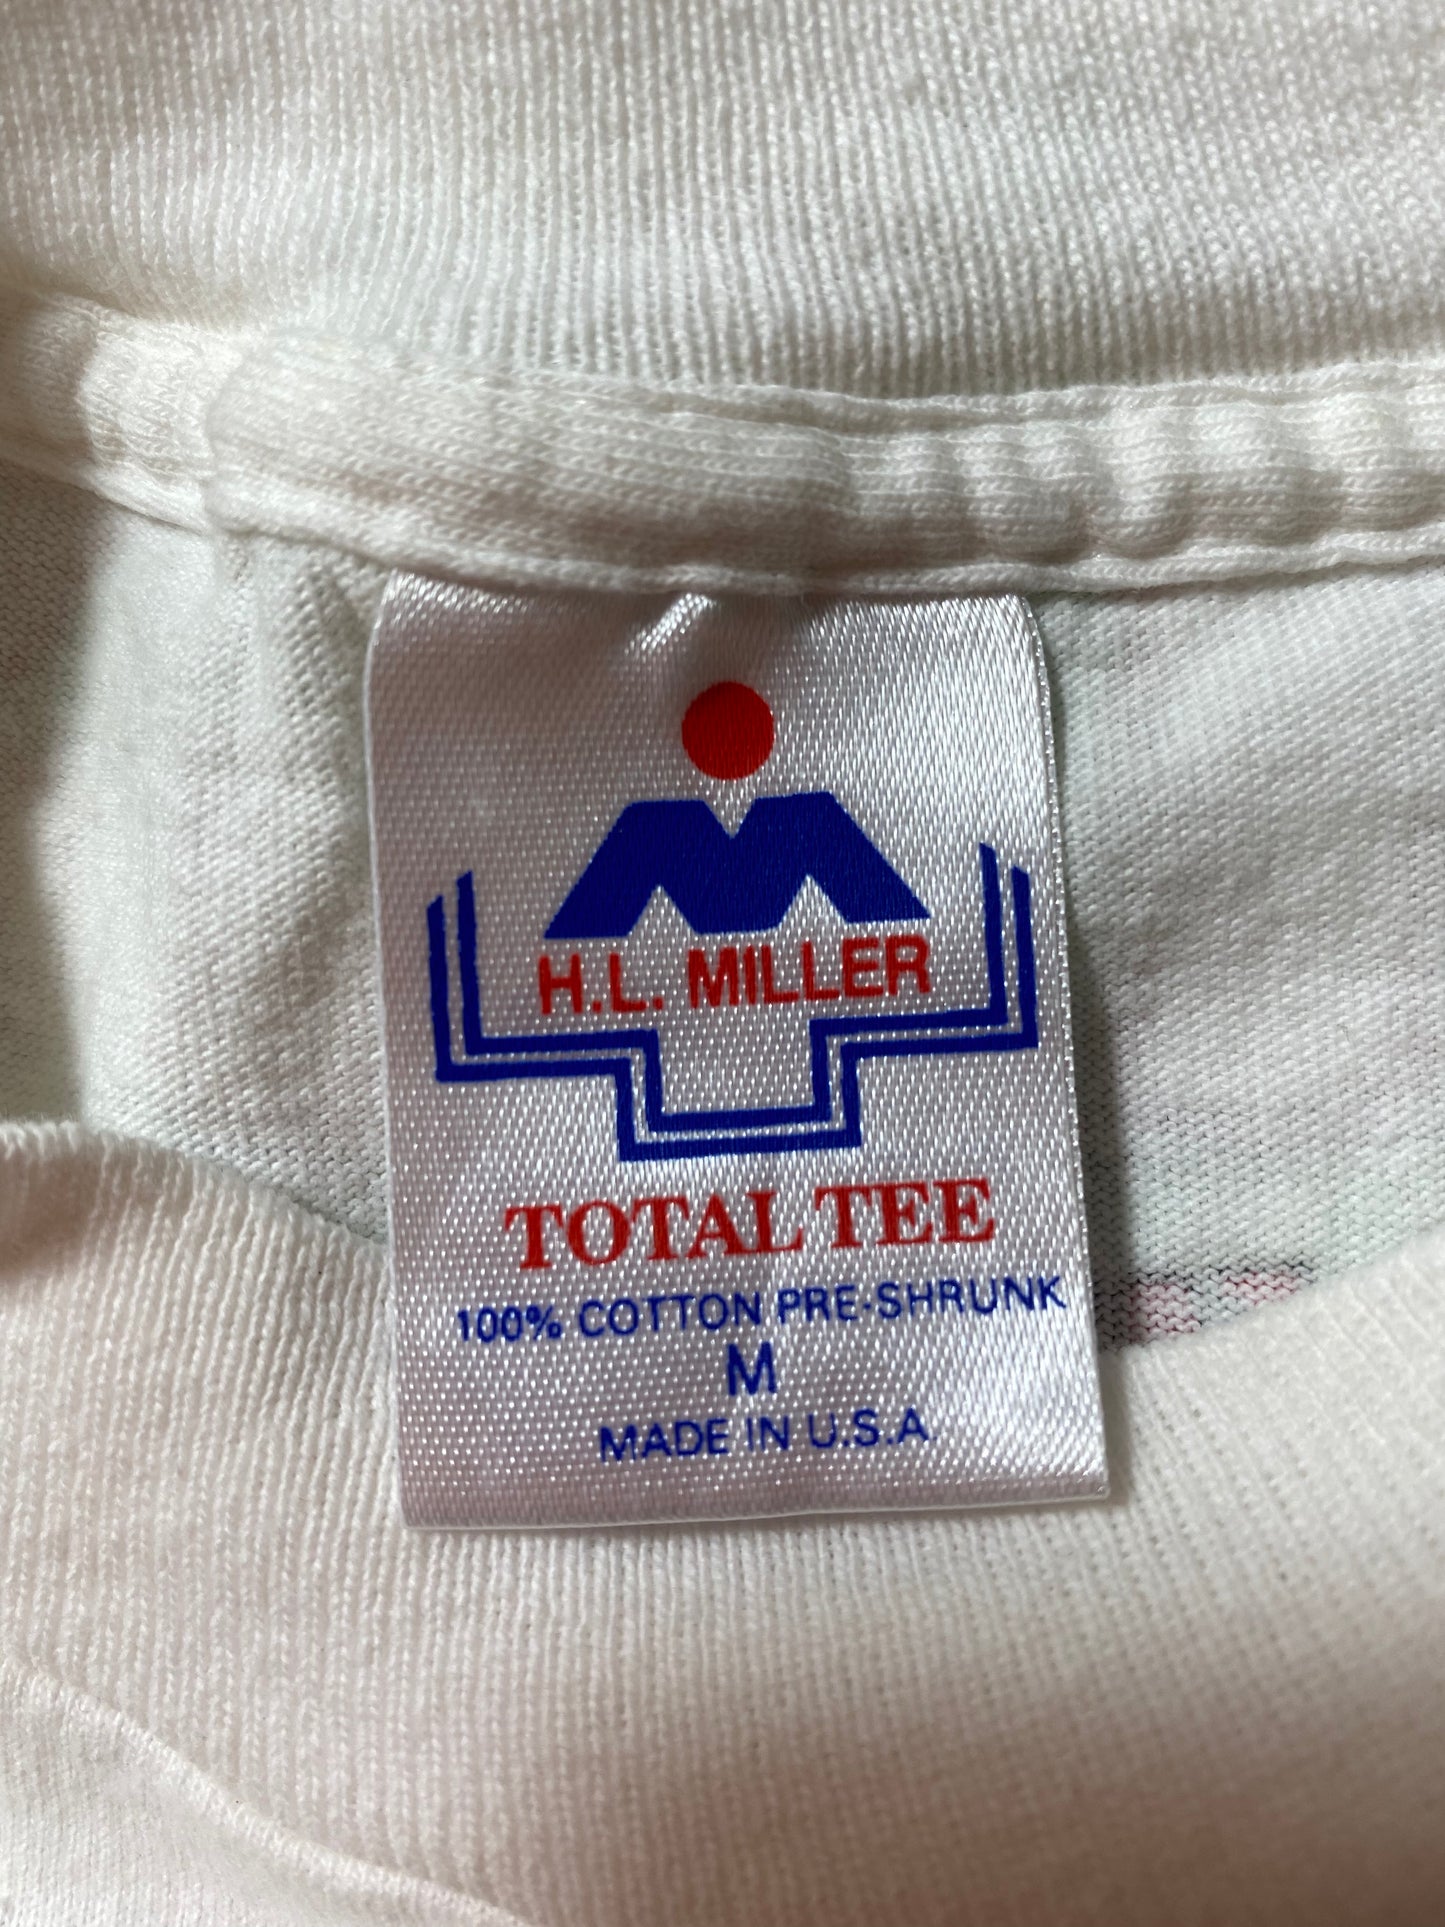 H.L. MILLER
TOTAL TEE
100% COTTON PRE-SHRUNK
M
MADE IN U.S.A.